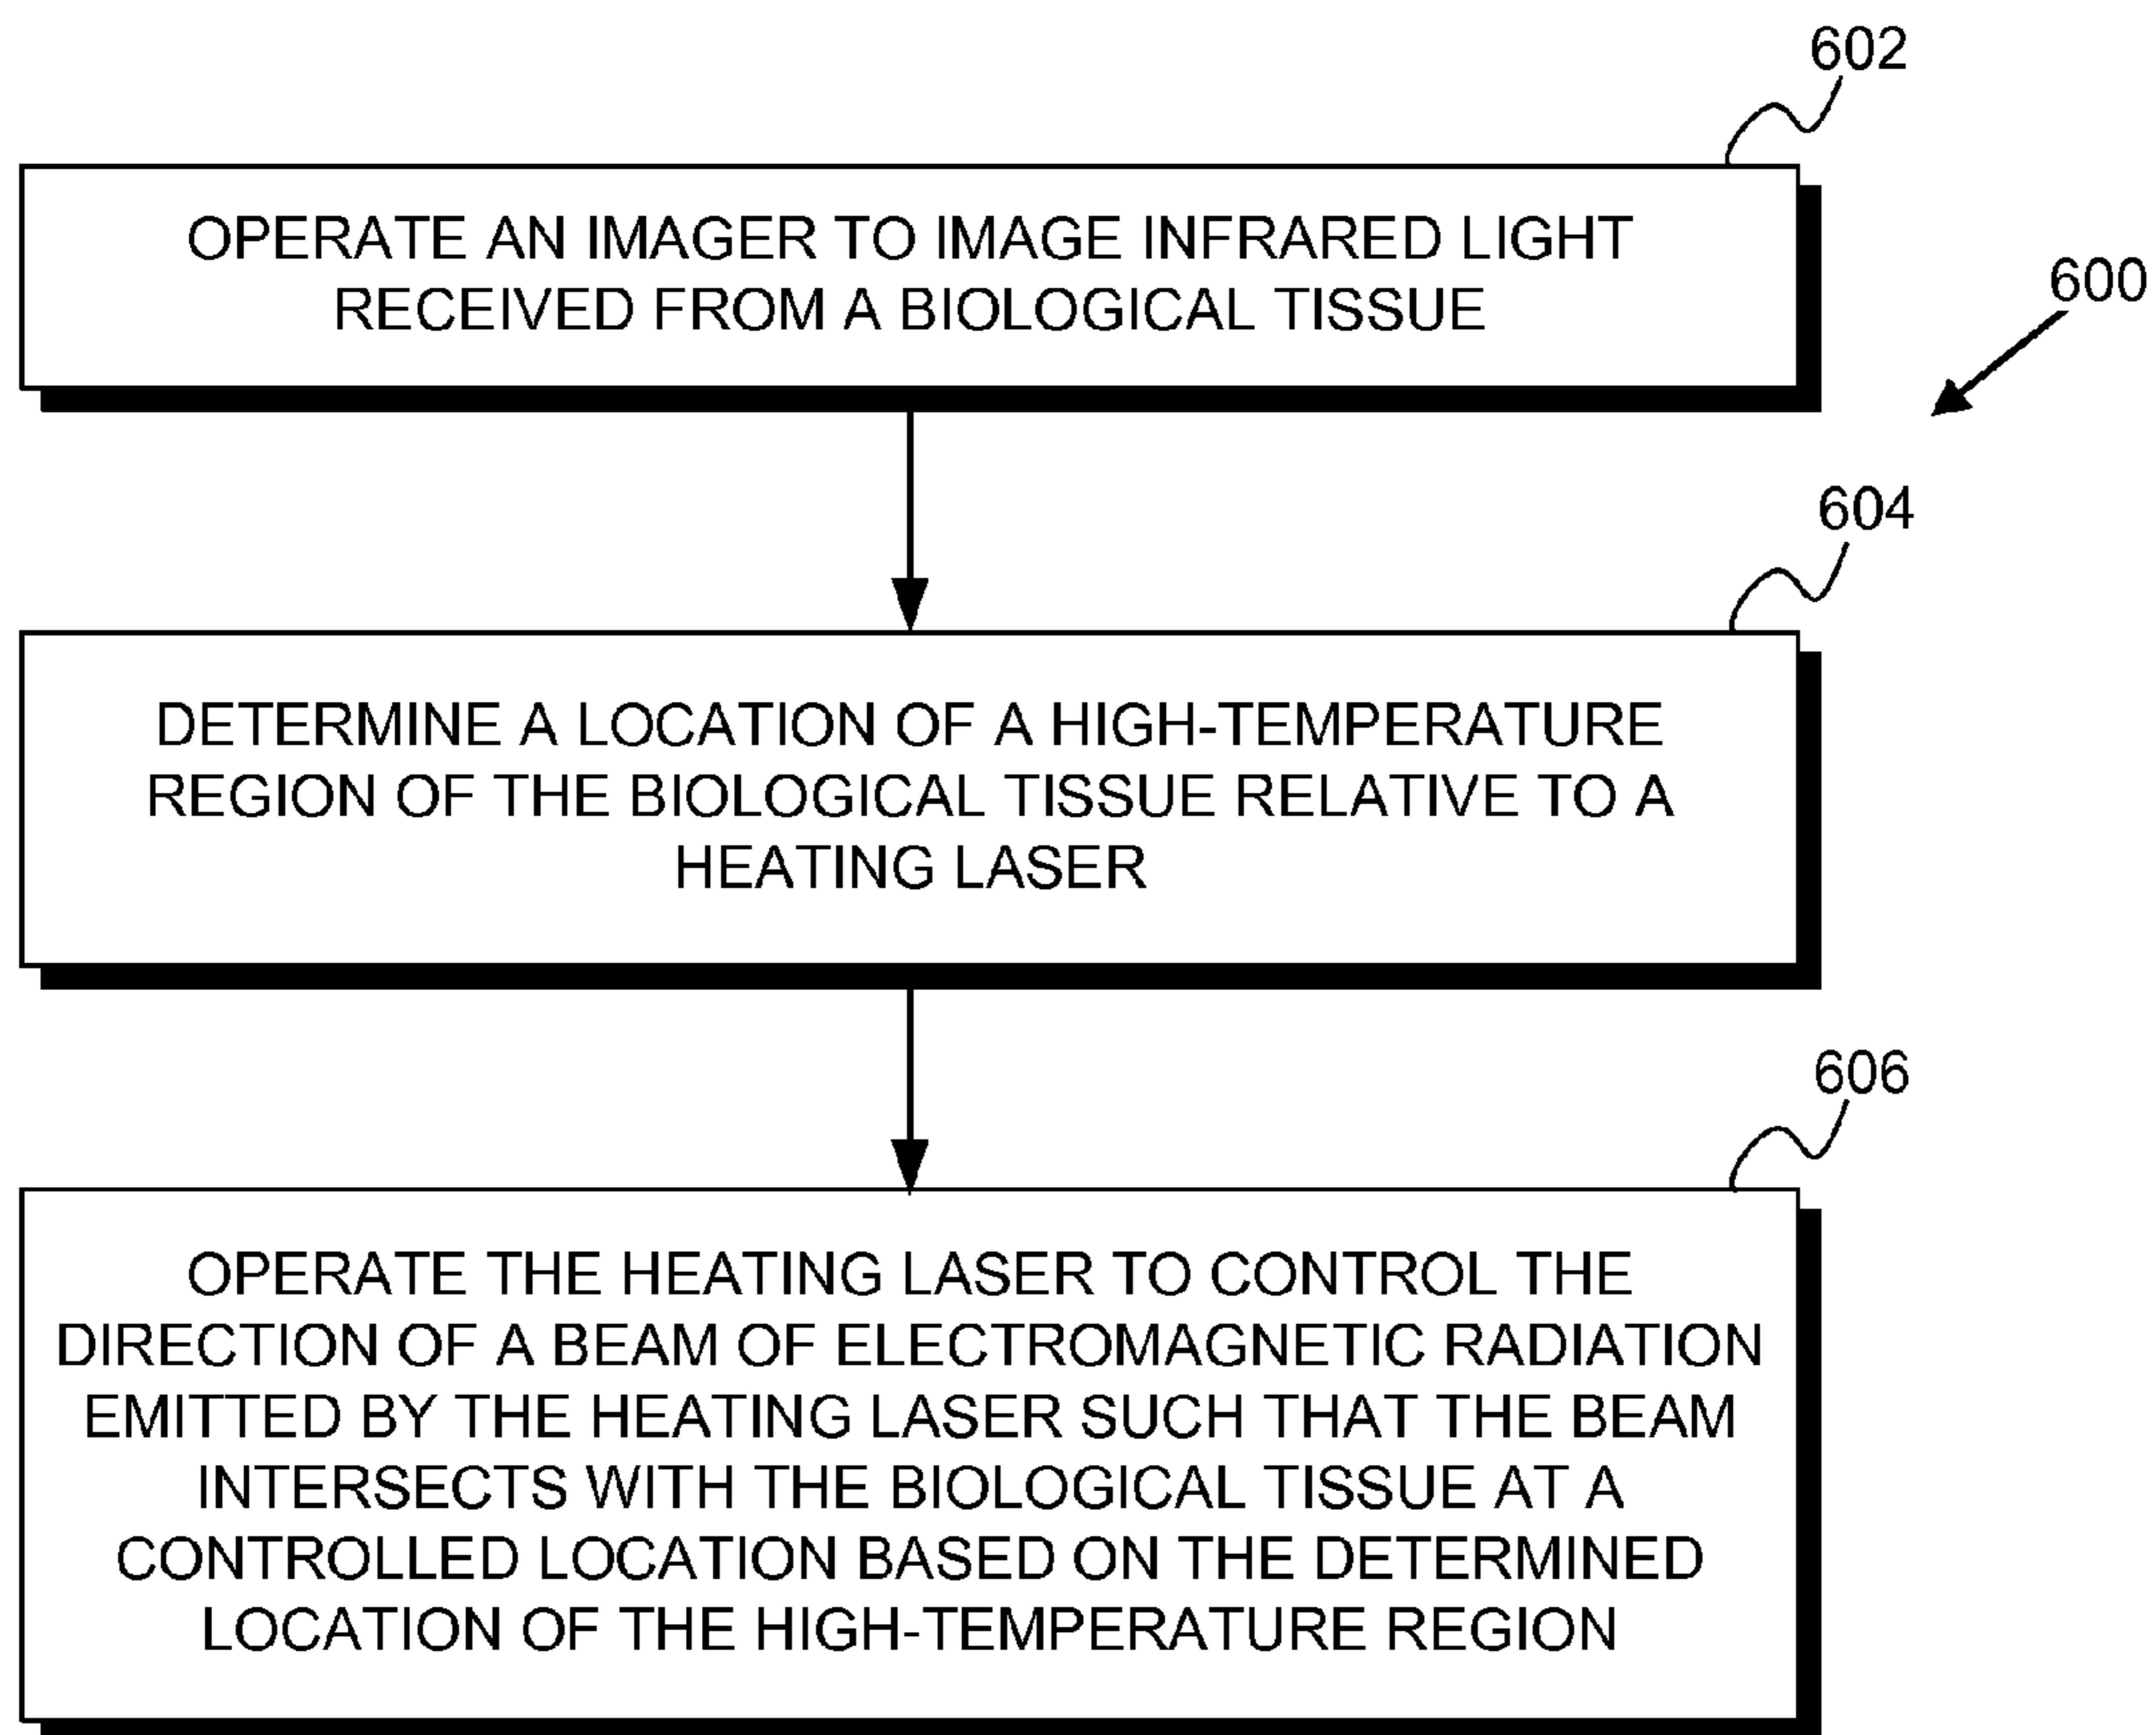 602
OPERATE AN IMAGER TO IMAGE INFRARED LIGHT
RECEIVED FROM A BIOLOGICAL TISSUE
600
604
DETERMINE A LOCATION OF A HIGH-TEMPERATURE
REGION OF THE BIOLOGICAL TISSUE RELATIVE TO A
HEATING LASER
606
OPERATE THE HEATING LASER TO CONTROL THE
DIRECTION OF A BEAM OF ELECTROMAGNETIC RADIATION
EMITTED BY THE HEATING LASER SUCH THAT THE BEAM
INTERSECTS WITH THE BIOLOGICAL TISSUE AT A
CONTROLLED LOCATION BASED ON THE DETERMINED
LOCATION OF THE HIGH-TEMPERATURE REGION